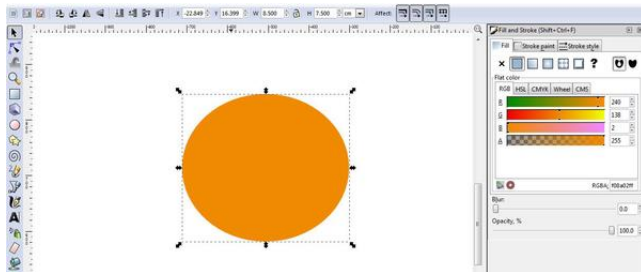 X -22.849 Y 16.399 W 8.500 H 7.500 cm Affect:
Fill and Stroke (Shift+Ctrl+F)
Fill Stroke paint Stroke style
?
Flat color
RGB HSL CMYK Wheel CMS
R 240
G 138
B 2
A 255
RGBA: f08a02ff
Blur:
0.0
Opacity, %
100.0